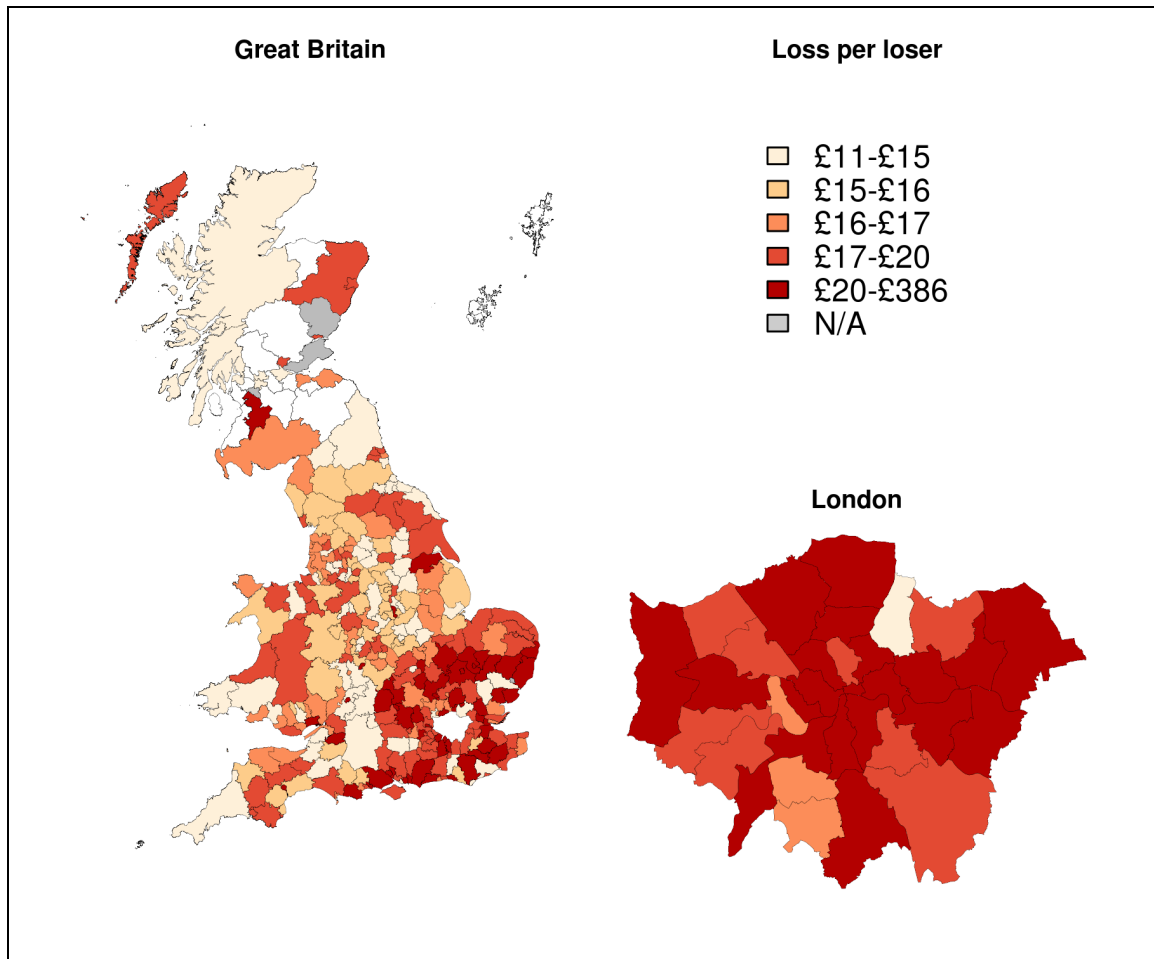 Great Britain
Loss per loser
£11-£15
£15-£16
£16-£17
£17-£20
£20-£386
N/A
London